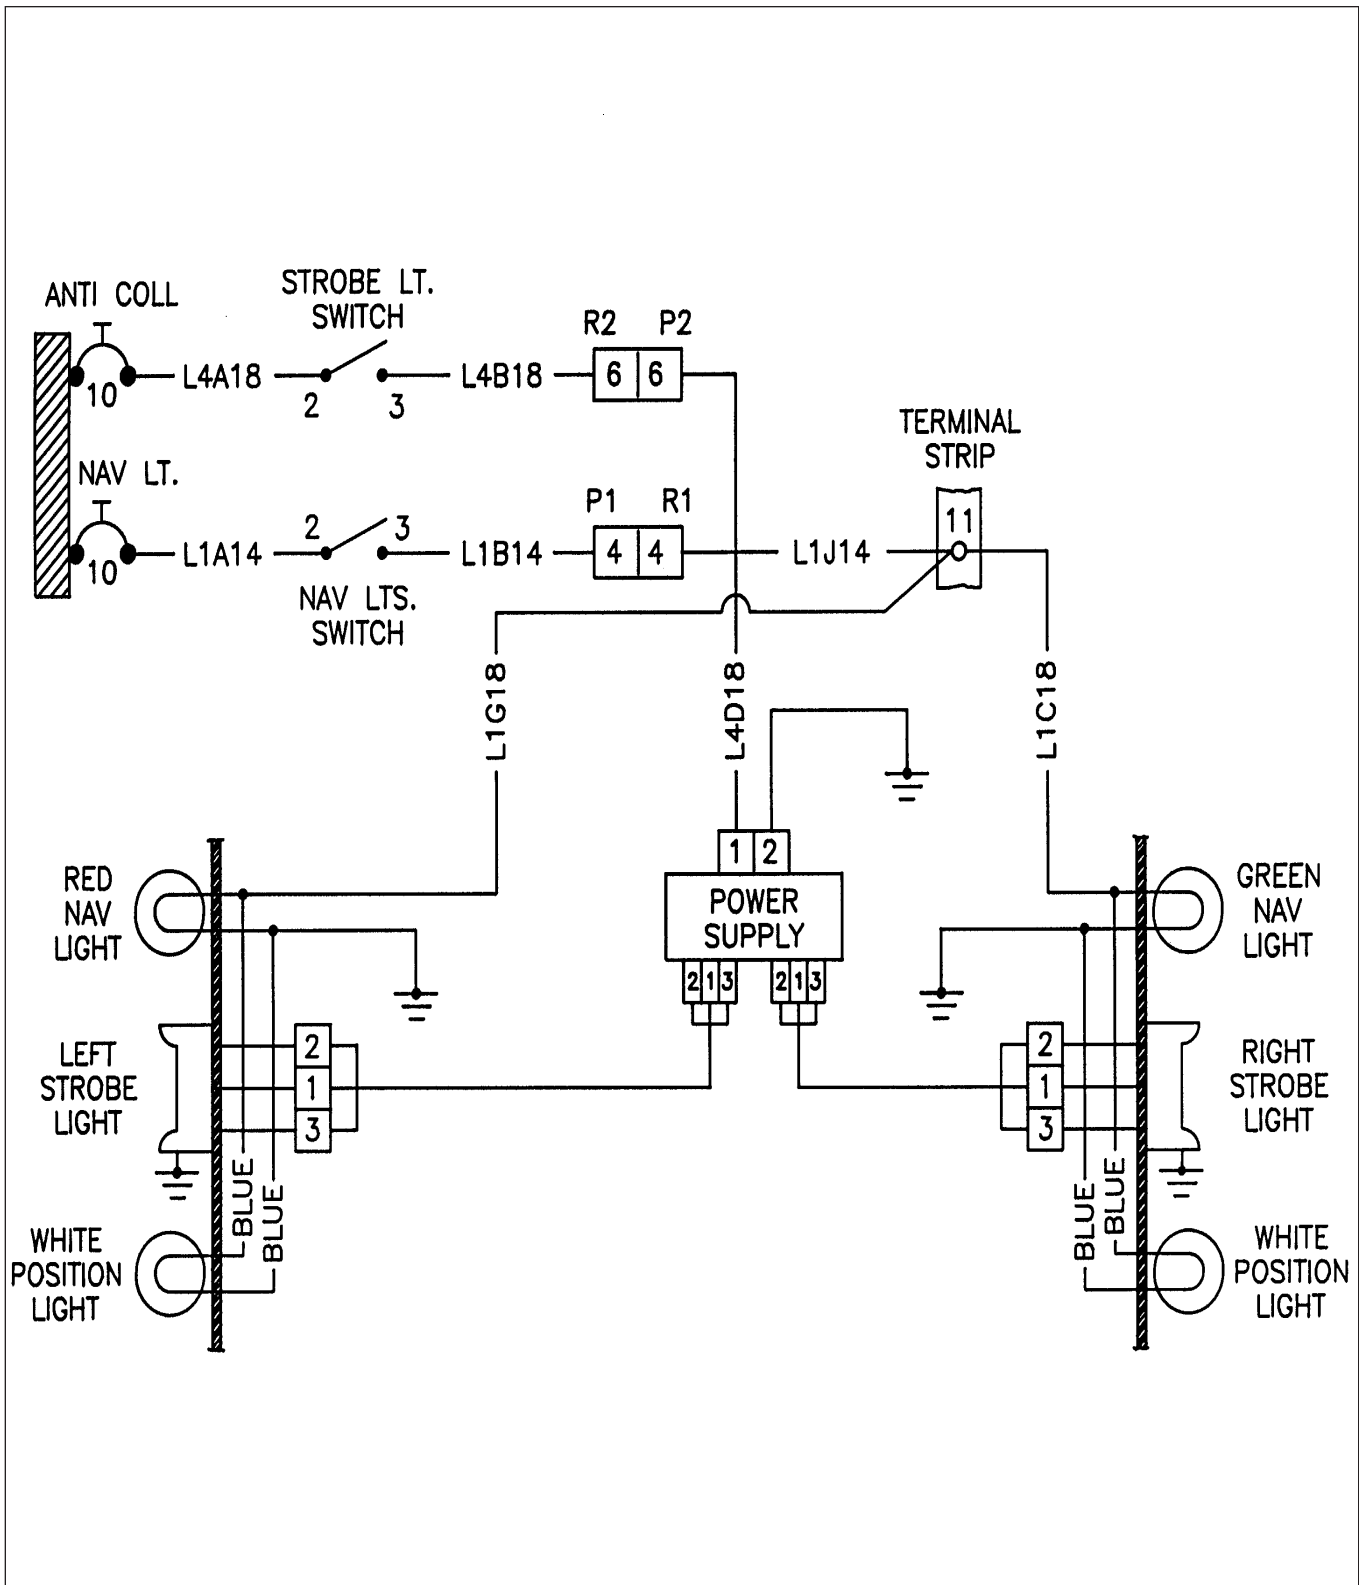 ANTI COLL
10
L4A18
STROBE LT.
SWITCH
2
3
L4B18
R2
P2
6
6
NAV LT.
10
L1A14
2
3
NAV LTS.
SWITCH
L1B14
P1
R1
4
4
L1J14
TERMINAL
STRIP
11
L1G18
L4D18
L1C18
1
2
POWER
SUPPLY
2
1
3
2
1
3
RED
NAV
LIGHT
GREEN
NAV
LIGHT
LEFT
STROBE
LIGHT
2
1
3
2
1
3
RIGHT
STROBE
LIGHT
BLUE
BLUE
BLUE
BLUE
WHITE
POSITION
LIGHT
WHITE
POSITION
LIGHT